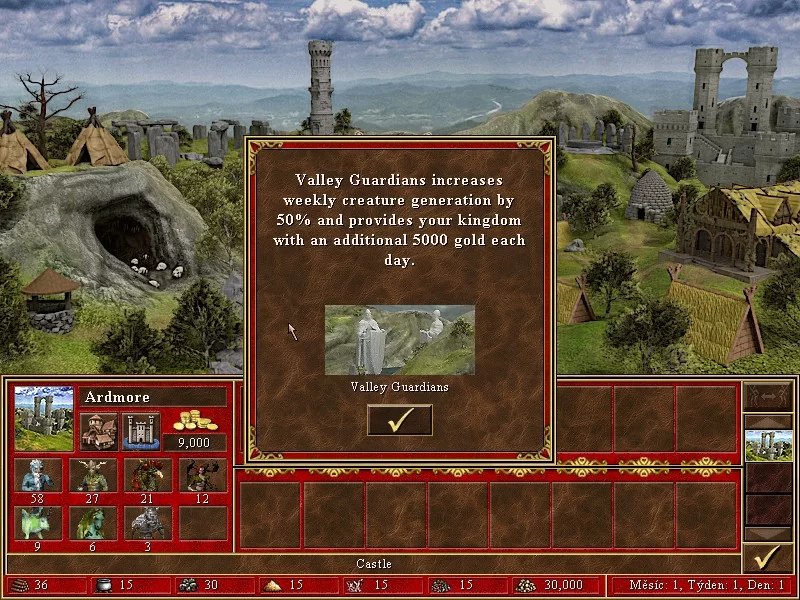 Valley Guardians increases
weekly creature generation by
50% and provides your kingdom
with an additional 5000 gold each
day.
Valley Guardians
Ardmore
9,000
58 27 21 12
9 6 3
Castle
36 15 30 15 15 15 30,000 Měsíc: 1, Týden: 1, Den: 1